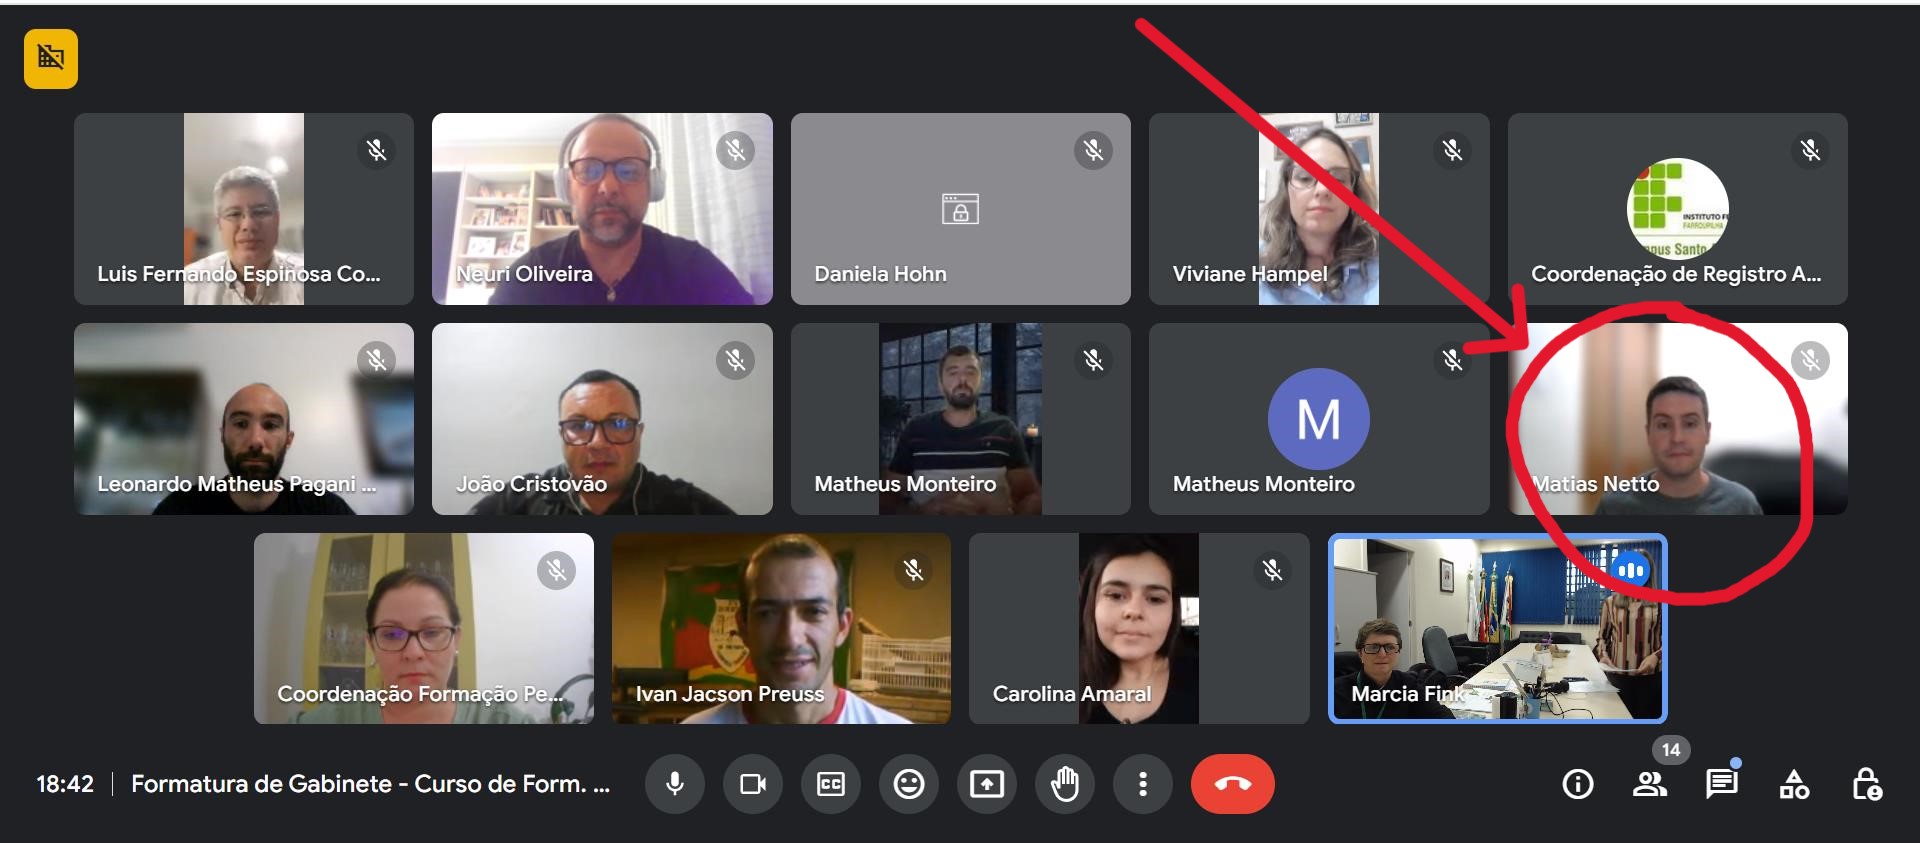 Luis Fernando Espinosa Co...
Neuri Oliveira
Daniela Hohn
Viviane Hampel
INSTITUTO F
FARROUPILHA
pus Santo
Coordenação de Registro A...
Leonardo Matheus Pagani ...
João Cristovão
Matheus Monteiro
M
Matheus Monteiro
Matias Netto
Coordenação Formação Pe...
Ivan Jacson Preuss
Carolina Amaral
Marcia Fink
18:42
Formatura de Gabinete - Curso de Form. ...
CC
14